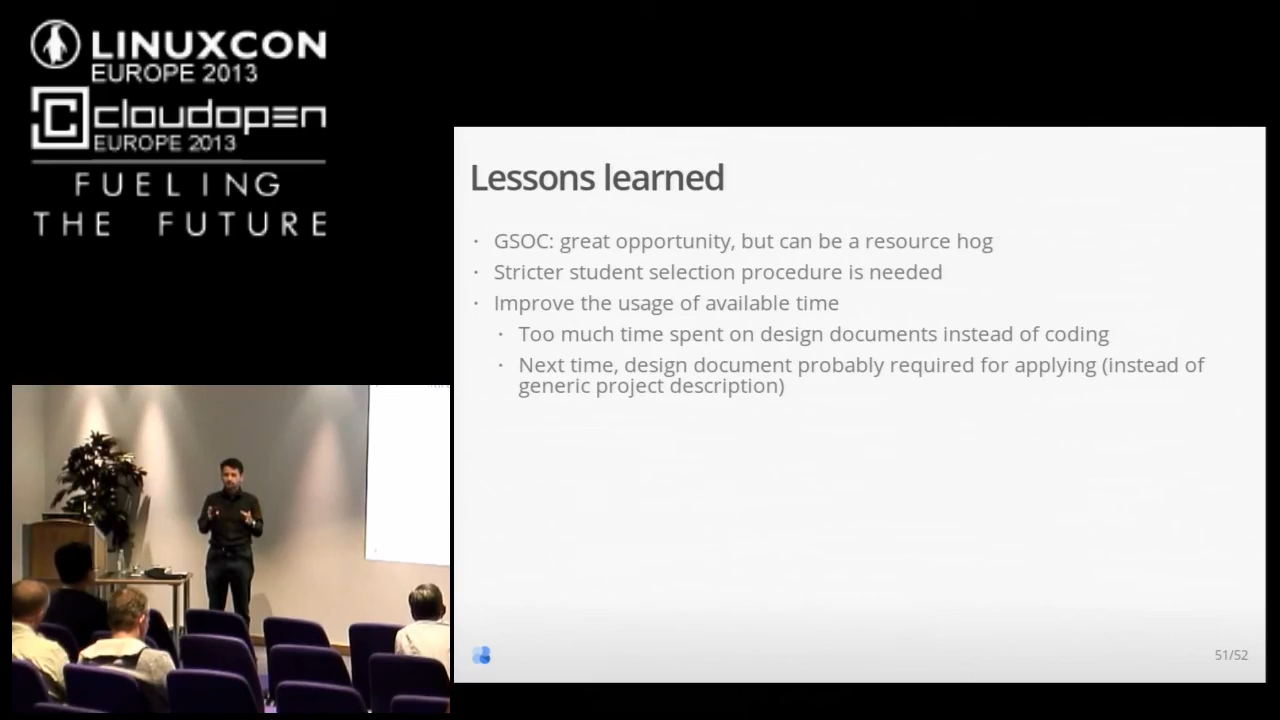 LINUXCON
EUROPE 2013
cloudopen
EUROPE 2013
FUELING
THE FUTURE
Lessons learned
· GSOC: great opportunity, but can be a resource hog
· Stricter student selection procedure is needed
· Improve the usage of available time
· Too much time spent on design documents instead of coding
· Next time, design document probably required for applying (instead of
generic project description)
51/52